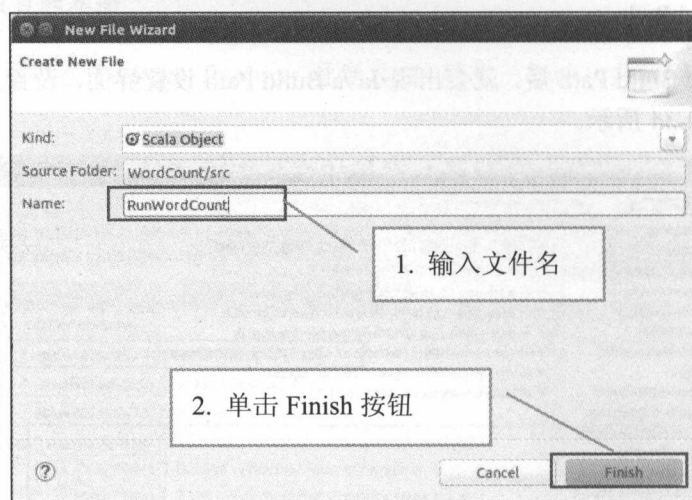 New File Wizard
Create New File
Kind:
Scala Object
Source Folder:
WordCount/src
Name:
RunWordCount
1. 输入文件名
2. 单击 Finish 按钮
Cancel
Finish